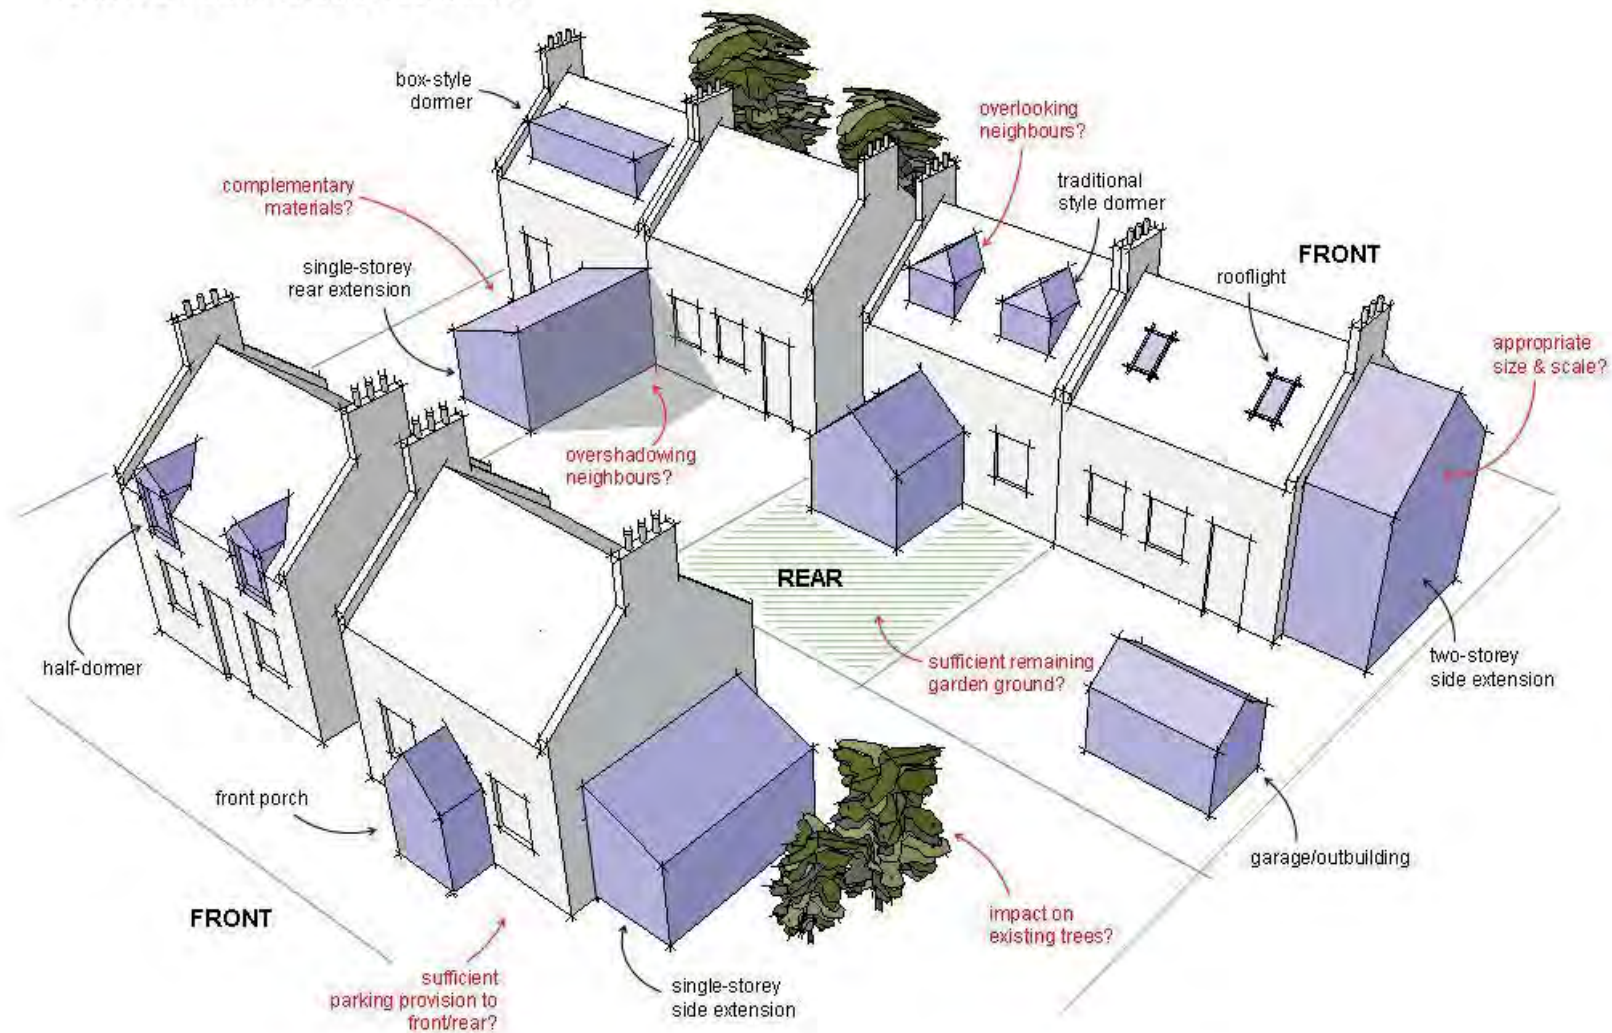 box-style
dormer
overlooking
neighbours?
complementary
materials?
traditional
style dormer
FRONT
single-storey
rear extension
rooflight
appropriate
size & scale?
overshadowing
neighbours?
REAR
half-dormer
sufficient remaining
garden ground?
two-storey
side extension
front porch
garage/outbuilding
FRONT
impact on
existing trees?
sufficient
parking provision to
front/rear?
single-storey
side extension